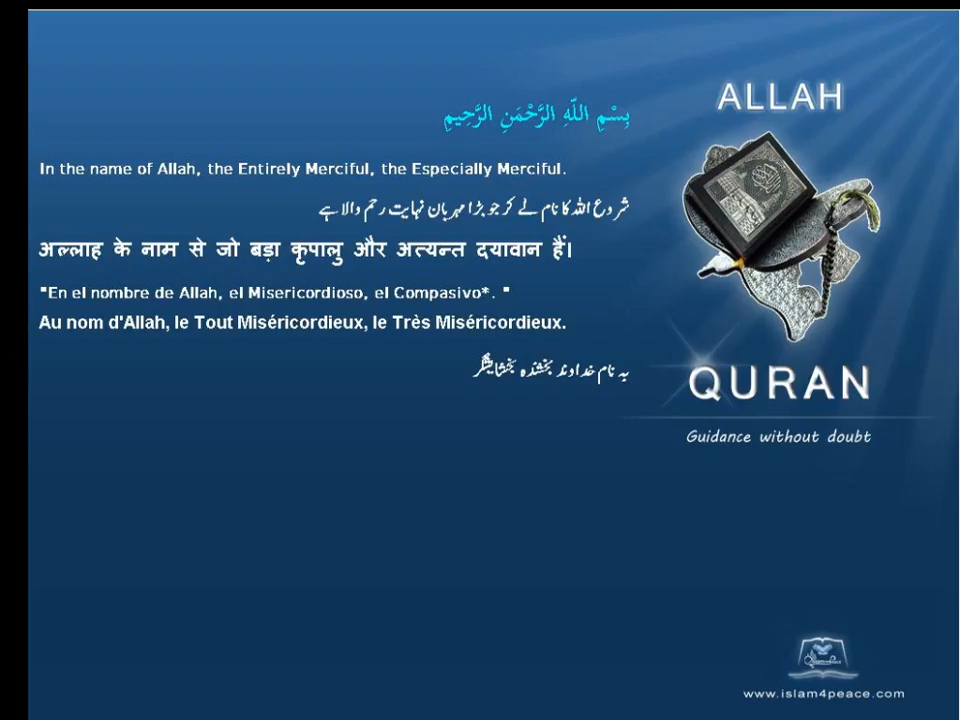 بِسْمِ اللَّهِ الرَّحْمَنِ الرَّحِيمِ
In the name of Allah, the Entirely Merciful, the Especially Merciful.
شروع اللہ کا نام لے کر جو بڑا مہربان نہایت رحم والا ہے
अल्लाह के नाम से जो बड़ा कृपालु और अत्यन्त दयावान हैं।
"En el nombre de Allah, el Misericordioso, el Compasivo*. "
Au nom d'Allah, le Tout Miséricordieux, le Très Miséricordieux.
به نام خداوند بخشنده بخشایشگر
ALLAH
QURAN
Guidance without doubt
www.islam4peace.com